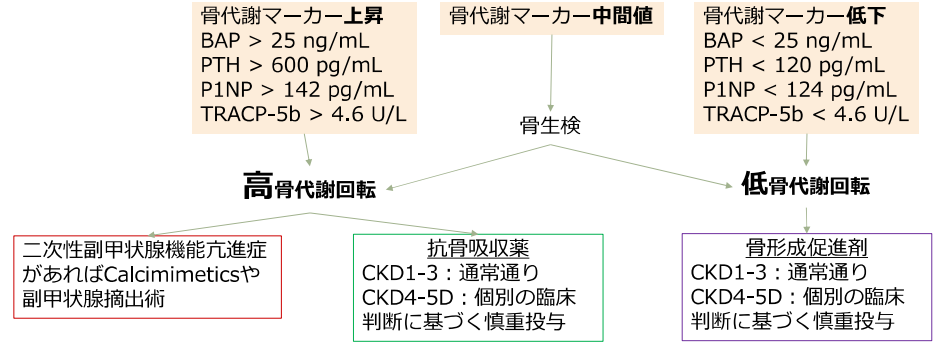 骨代謝マーカー上昇
BAP > 25 ng/mL
PTH > 600 pg/mL
P1NP > 142 pg/mL
TRACP-5b > 4.6 U/L
骨代謝マーカー中間値
骨代謝マーカー低下
BAP < 25 ng/mL
PTH < 120 pg/mL
P1NP < 124 pg/mL
TRACP-5b < 4.6 U/L
骨生検
高骨代謝回転
低骨代謝回転
二次性副甲状腺機能亢進症
があればCalcimimeticsや
副甲状腺摘出術
抗骨吸収薬
CKD1-3：通常通り
CKD4-5D：個別の臨床
判断に基づく慎重投与
骨形成促進剤
CKD1-3：通常通り
CKD4-5D：個別の臨床
判断に基づく慎重投与